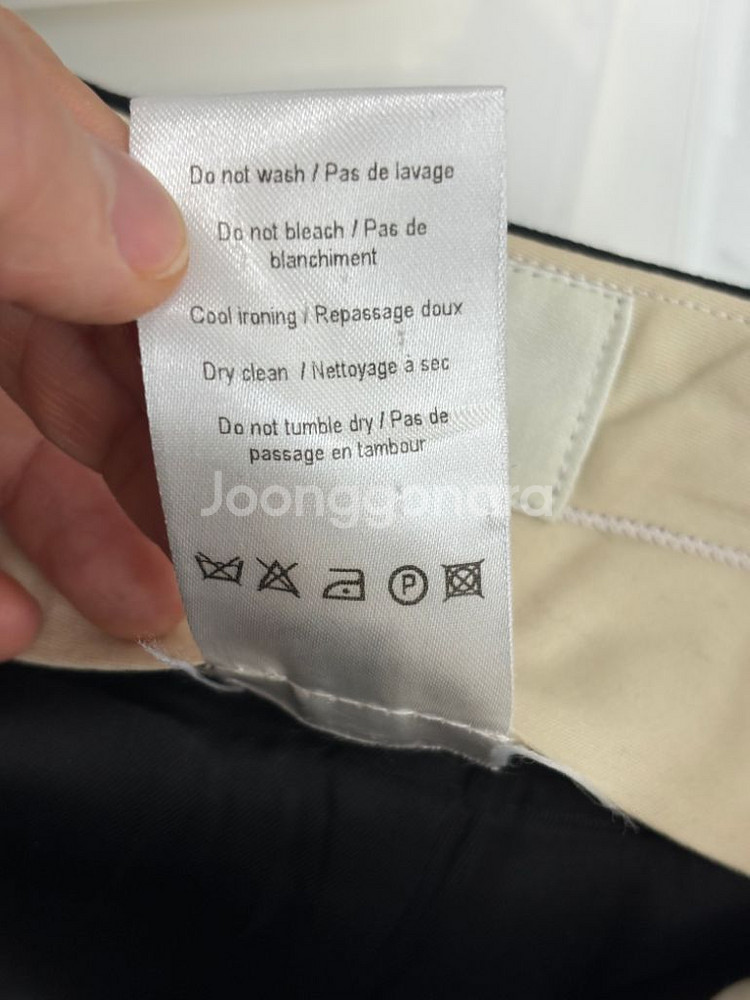 Do not wash / Pas de lavage
Do not bleach / Pas de
blanchiment
Cool ironing / Repassage doux
Dry clean / Nettoyage à sec
Do not tumble dry / Pas de
passage en tambour
Joonggonara
P